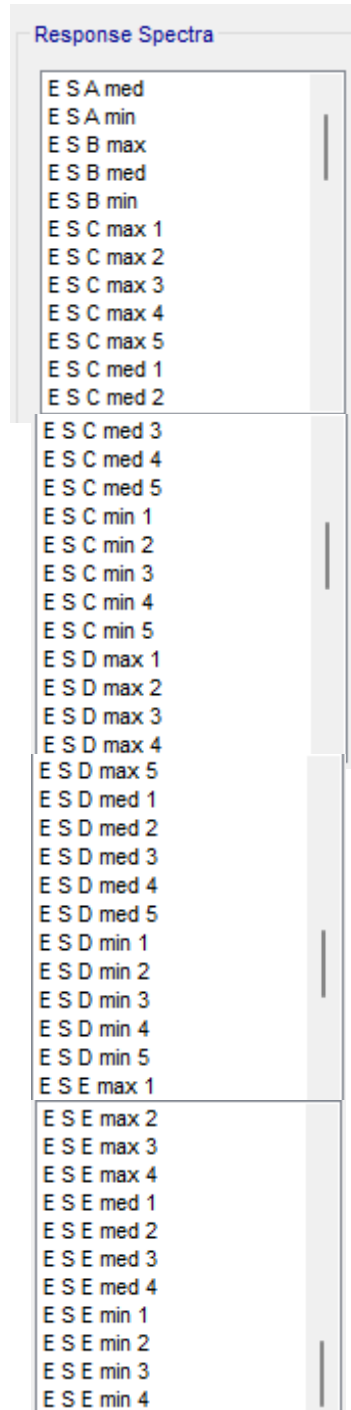 Response Spectra
E S A med
E S A min
E S B max
E S B med
E S B min
E S C max 1
E S C max 2
E S C max 3
E S C max 4
E S C max 5
E S C med 1
E S C med 2
E S C med 3
E S C med 4
E S C med 5
E S C min 1
E S C min 2
E S C min 3
E S C min 4
E S C min 5
E S D max 1
E S D max 2
E S D max 3
E S D max 4
E S D max 5
E S D med 1
E S D med 2
E S D med 3
E S D med 4
E S D med 5
E S D min 1
E S D min 2
E S D min 3
E S D min 4
E S D min 5
E S E max 1
E S E max 2
E S E max 3
E S E max 4
E S E med 1
E S E med 2
E S E med 3
E S E med 4
E S E min 1
E S E min 2
E S E min 3
E S E min 4